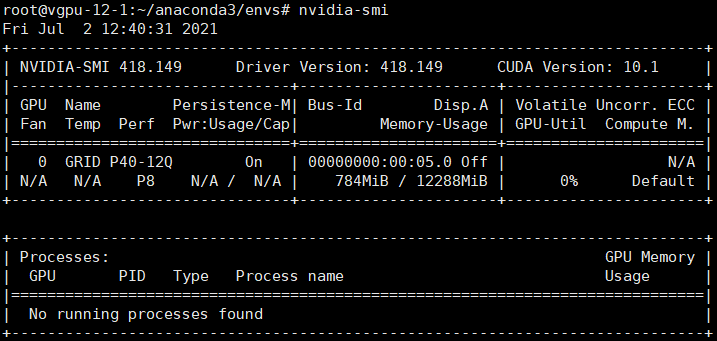 root@vgpu-12-1:~/anaconda3/envs# nvidia-smi
Fri Jul  2 12:40:31 2021
+-----------------------------------------------------------------------------+
| NVIDIA-SMI 418.149      Driver Version: 418.149      CUDA Version: 10.1     |
|-------------------------------+----------------------+----------------------+
| GPU  Name        Persistence-M| Bus-Id        Disp.A | Volatile Uncorr. ECC |
| Fan  Temp  Perf  Pwr:Usage/Cap|         Memory-Usage | GPU-Util  Compute M. |
|===============================+======================+======================|
|   0  GRID P40-12Q        On   | 00000000:00:05.0 Off |                  N/A |
| N/A   N/A    P8    N/A /  N/A |    784MiB / 12288MiB |      0%      Default |
+-------------------------------+----------------------+----------------------+

+-----------------------------------------------------------------------------+
| Processes:                                                       GPU Memory |
|  GPU       PID   Type   Process name                             Usage      |
|=============================================================================|
|  No running processes found                                                 |
+-----------------------------------------------------------------------------+